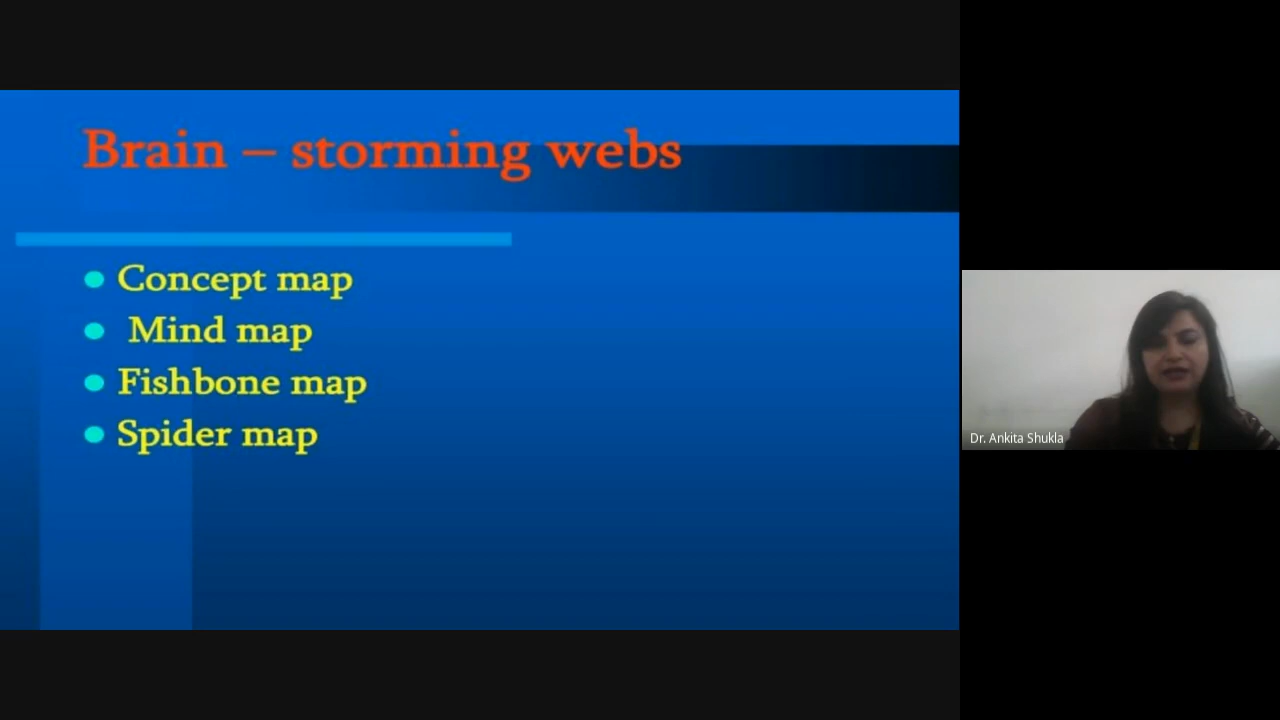 Brain – storming webs
Concept map
Mind map
Fishbone map
Spider map
Dr. Ankita Shukla